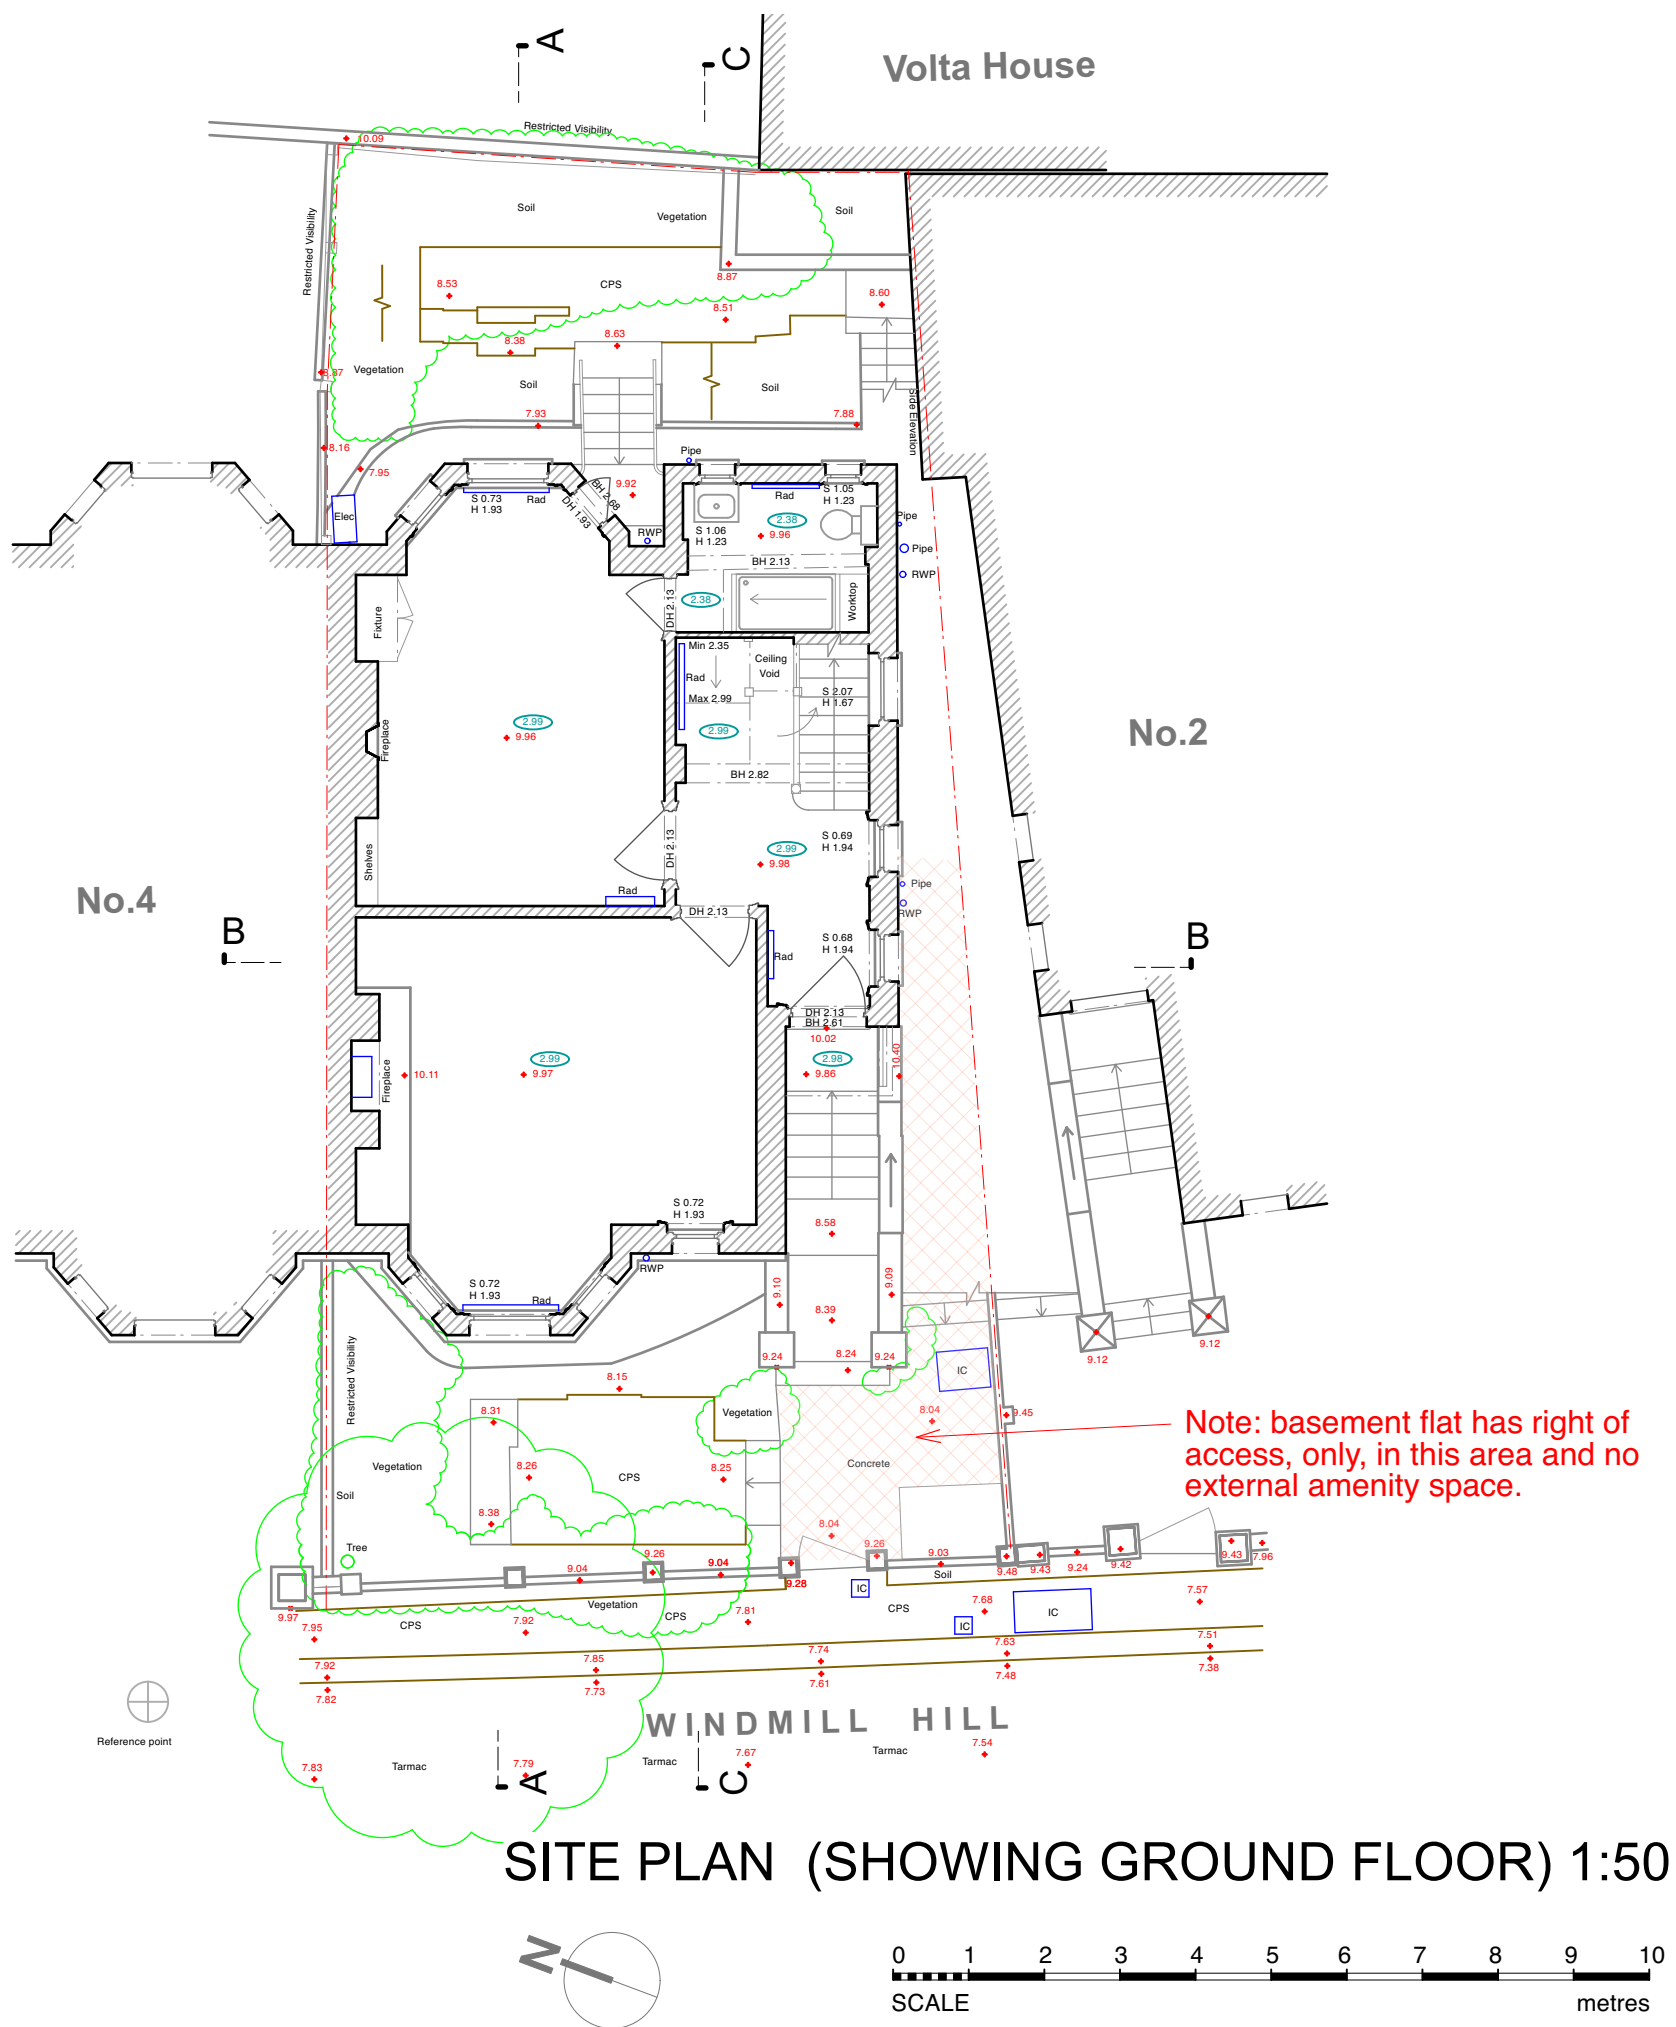 A
C
Volta House
Restricted Visibility
10.09
Soil
Vegetation
Soil
Restricted Visibility
8.53
CPS
8.87
8.60
8.51
8.63
8.38
Vegetation
Soil
Soil
7.93
7.88
Side Elevation
8.16
7.95
Pipe
Elec
S 0.73
H 1.93
Rad
BH 2.68
DH 1.93
9.92
RWP
Rad
S 1.05
H 1.23
S 1.06
H 1.23
2.38
9.96
Pipe
Pipe
RWP
BH 2.13
2.38
DH 2.13
Worktop
Fixture
Min 2.35
Ceiling
Void
Rad
Max 2.99
S 2.07
H 1.67
2.99
9.96
2.99
Fireplace
No.2
BH 2.82
DH 2.13
2.99
9.98
S 0.69
H 1.94
Shelves
Rad
Pipe
RWP
No.4
DH 2.13
B
B
S 0.68
H 1.94
Rad
DH 2.13
BH 2.61
10.02
2.98
9.86
10.40
2.99
9.97
10.11
Fireplace
S 0.72
H 1.93
8.58
RWP
S 0.72
H 1.93
Rad
9.10
9.09
8.39
9.24
8.24
9.24
IC
9.12
9.12
Restricted Visibility
8.15
8.31
Vegetation
8.04
9.45
Note: basement flat has right of
access, only, in this area and no
external amenity space.
Vegetation
8.26
CPS
8.25
Concrete
Soil
8.38
8.04
Tree
9.26
9.04
9.04
9.28
9.26
9.03
Soil
9.48
9.43
9.24
9.42
9.43
7.96
9.97
7.95
CPS
7.92
Vegetation
CPS
7.81
IC
CPS
7.68
IC
IC
7.57
7.92
7.82
7.85
7.73
7.74
7.61
7.63
7.48
7.51
7.38
Reference point
WINDMILL HILL
7.83
Tarmac
7.79
Tarmac
7.67
Tarmac
7.54
A
C
SITE PLAN (SHOWING GROUND FLOOR) 1:50
N
0 1 2 3 4 5 6 7 8 9 10
SCALE metres